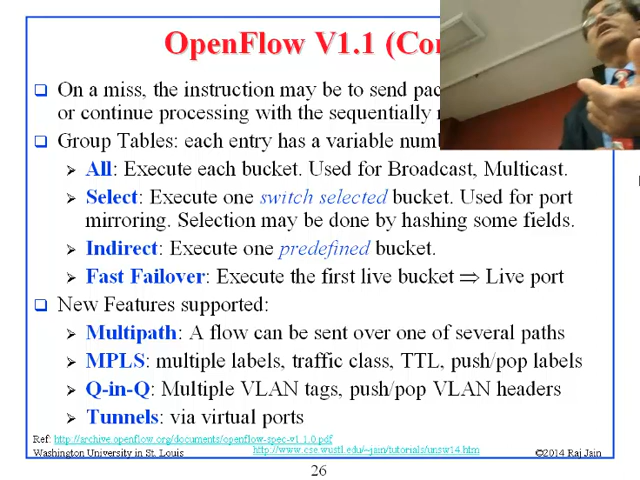 OpenFlow V1.1
On a miss, the instruction may be to send
or continue processing with the sequentially
Group Tables: each entry has a variable
All: Execute each bucket. Used for Broadcast, Multicast.
Select: Execute one switch selected bucket. Used for port
mirroring. Selection may be done by hashing some fields.
Indirect: Execute one predefined bucket.
Fast Failover: Execute the first live bucket ⇒ Live port
New Features supported:
Multipath: A flow can be sent over one of several paths
MPLS: multiple labels, traffic class, TTL, push/pop labels
Q-in-Q: Multiple VLAN tags, push/pop VLAN headers
Tunnels: via virtual ports
Ref: http://archive.openflow.org/documents/openflow-spec-v1.1.0.pdf
Washington University in St. Louis http://www.cse.wustl.edu/~jain/tutorials/unsw14.htm ©2014 Raj Jain
26